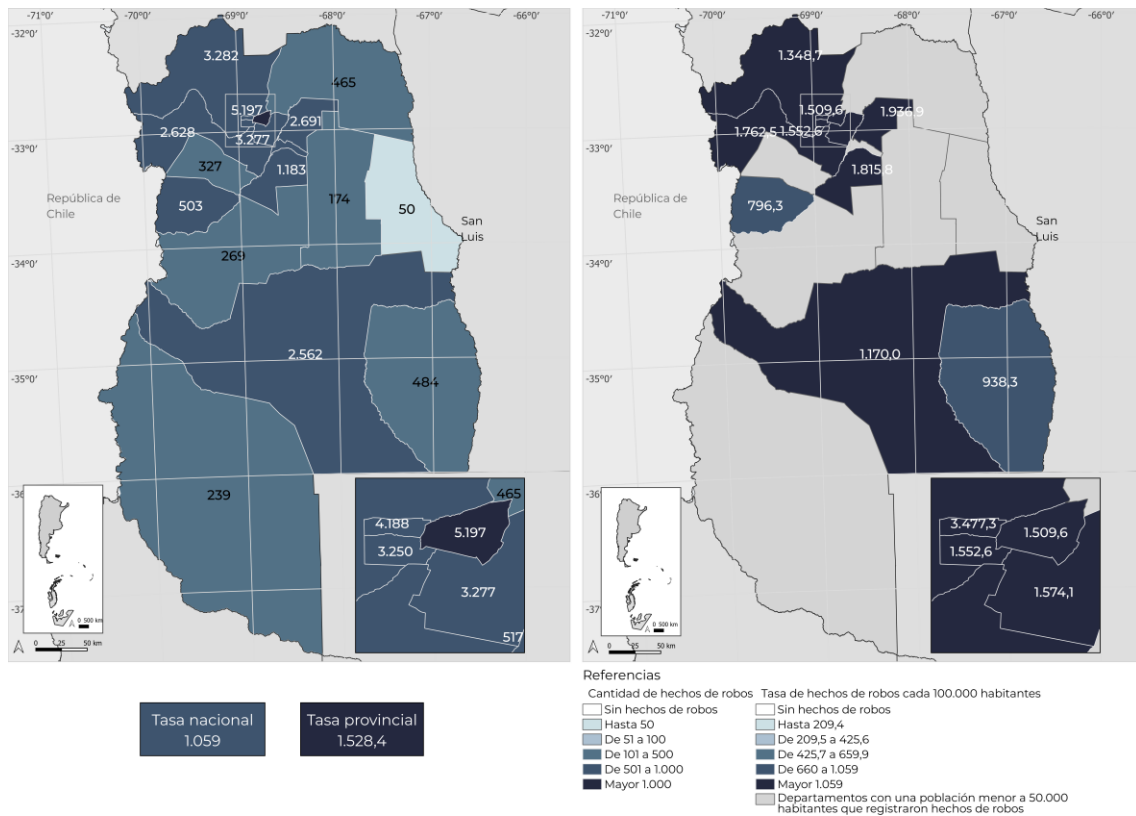 -71°0'
-70°0'
-69°0'
-68°0'
-67°0'
-66°0'
-32°0'
-33°0'
-34°0'
-35°0'
-36
-37
3.282
465
5.197
2.691
2.628
3.277
327
1.183
503
174
50
269
2.562
484
239
República de
Chile
San
Luis
465
4.188
5.197
3.250
3.277
517
0 500 km
0 25 50 km
-71°0'
-70°0'
-69°0'
-68°0'
-67°0'
-66°0'
-32°0'
-33°0'
-34°0'
-35°0'
-36
-37
1.348,7
1.509,6
1.936,9
1.762,5
1.552,6
1.815,8
796,3
1.170,0
938,3
República de
Chile
San
Luis
3.477,3
1.509,6
1.552,6
1.574,1
0 500 km
0 25 50 km
Tasa nacional
1.059
Tasa provincial
1.528,4
Referencias
Cantidad de hechos de robos
Sin hechos de robos
Hasta 50
De 51 a 100
De 101 a 500
De 501 a 1.000
Mayor 1.000
Tasa de hechos de robos cada 100.000 habitantes
Sin hechos de robos
Hasta 209,4
De 209,5 a 425,6
De 425,7 a 659,9
De 660 a 1.059
Mayor 1.059
Departamentos con una población menor a 50.000
habitantes que registraron hechos de robos